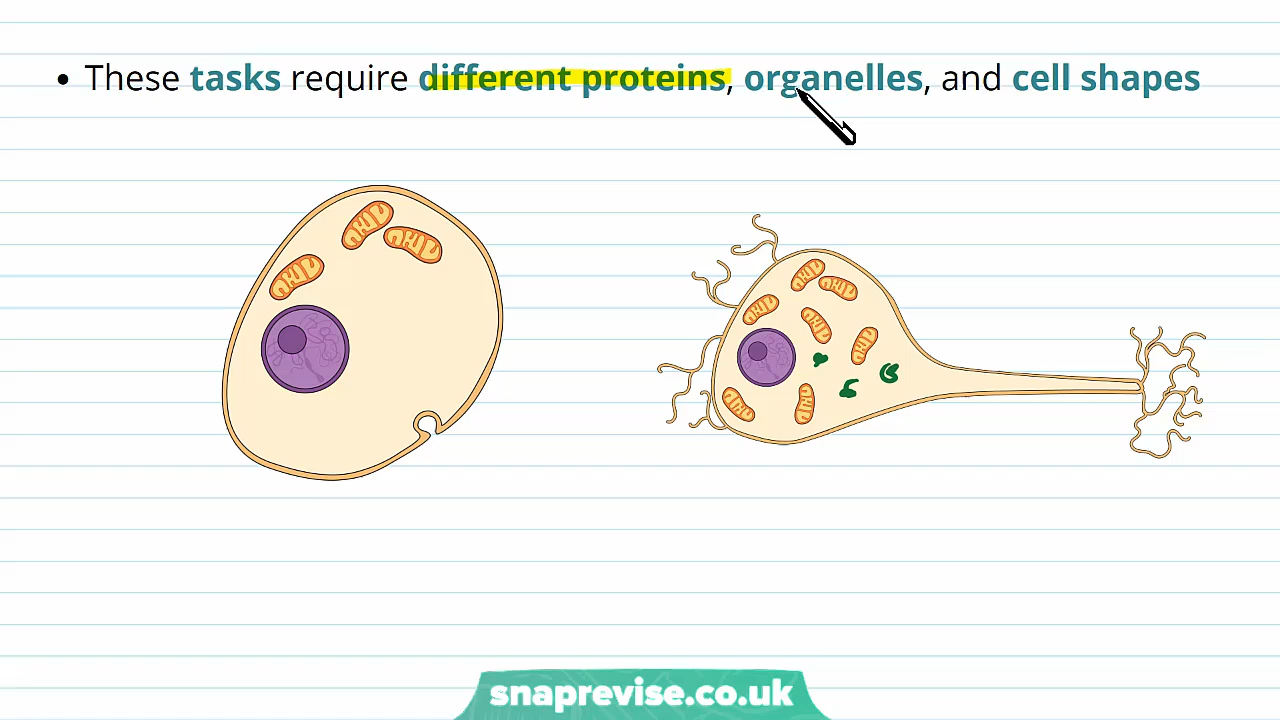 • These tasks require different proteins, organelles, and cell shapes
snaprevise.co.uk